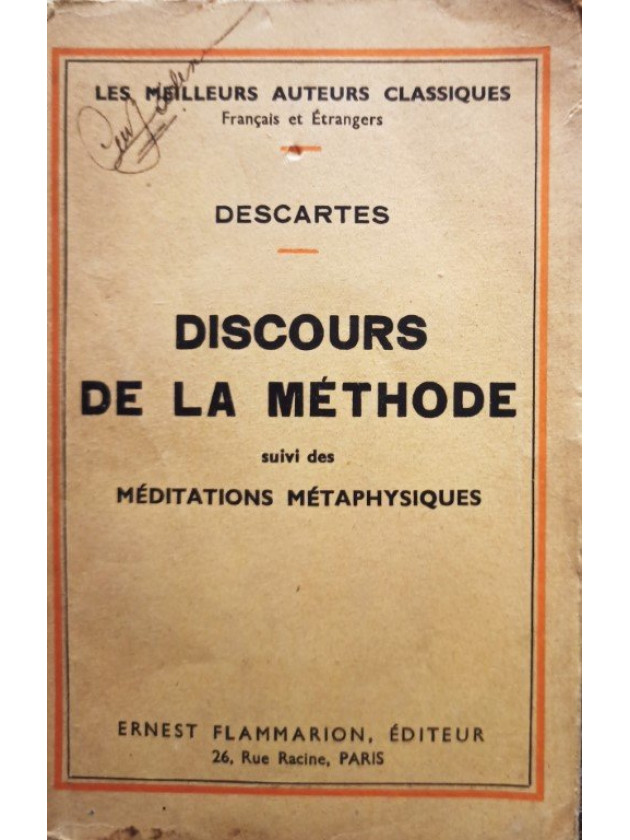 LES MEILLEURS AUTEURS CLASSIQUES
Français et Étrangers
DESCARTES
DISCOURS
DE LA MÉTHODE
suivi des
MÉDITATIONS MÉTAPHYSIQUES
ERNEST FLAMMARION, ÉDITEUR
26, Rue Racine, PARIS